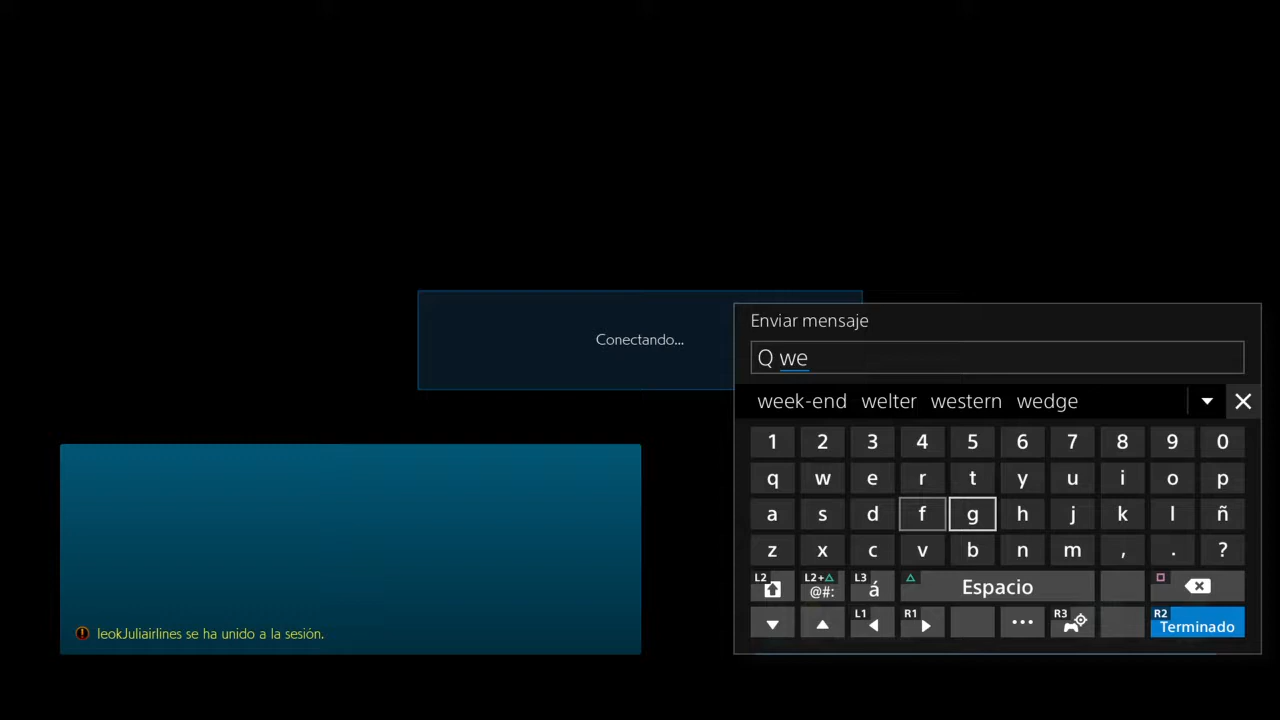 Conectando...
Enviar mensaje
Q we
week-end welter western wedge
1 2 3 4 5 6 7 8 9 0
q w e r t y u i o p
a s d f g h j k l ñ
z x c v b n m , . ?
L2 L2+△ @#: L3 á △ Espacio □
L1 R1 ... R3 R2 Terminado
leokJuliairlines se ha unido a la sesión.